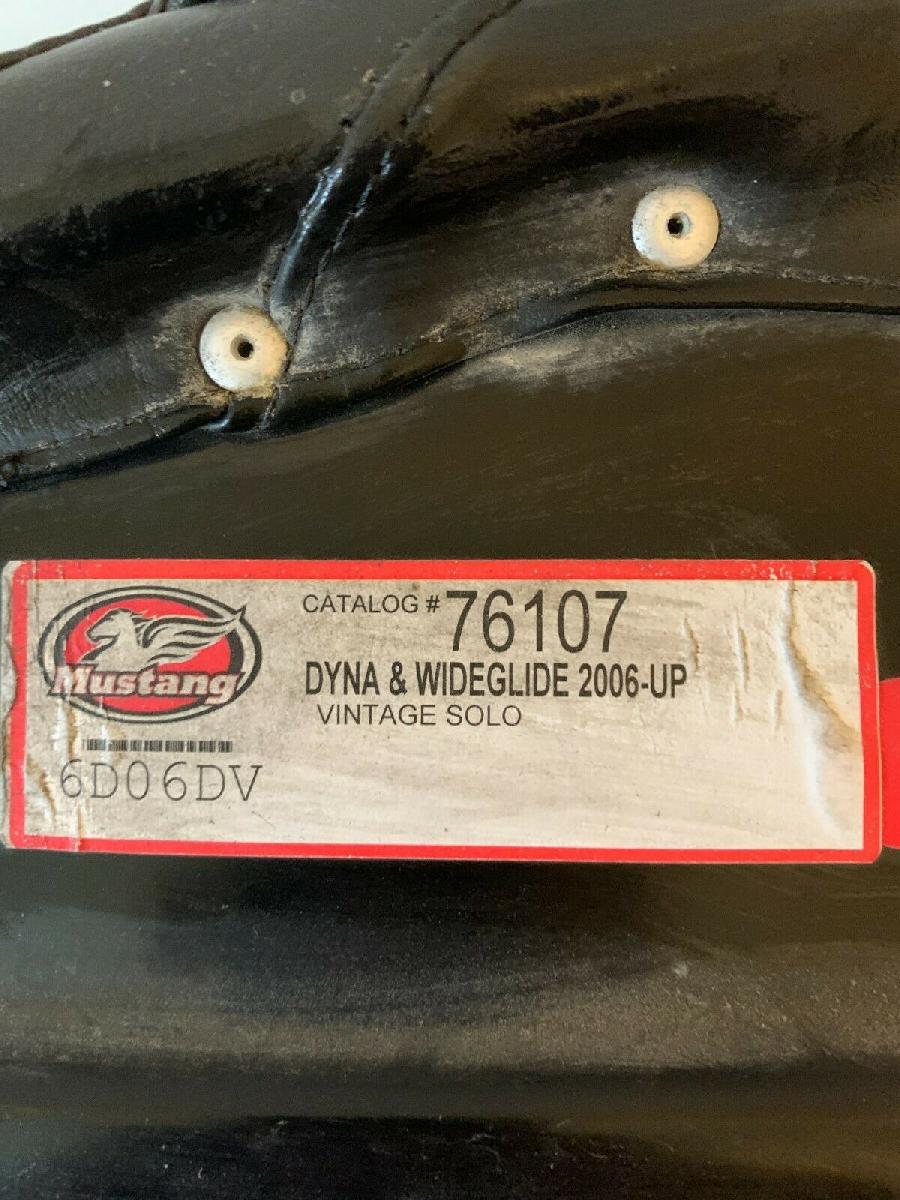 Mustang
CATALOG # 76107
DYNA & WIDEGLIDE 2006-UP
VINTAGE SOLO
6D06DV